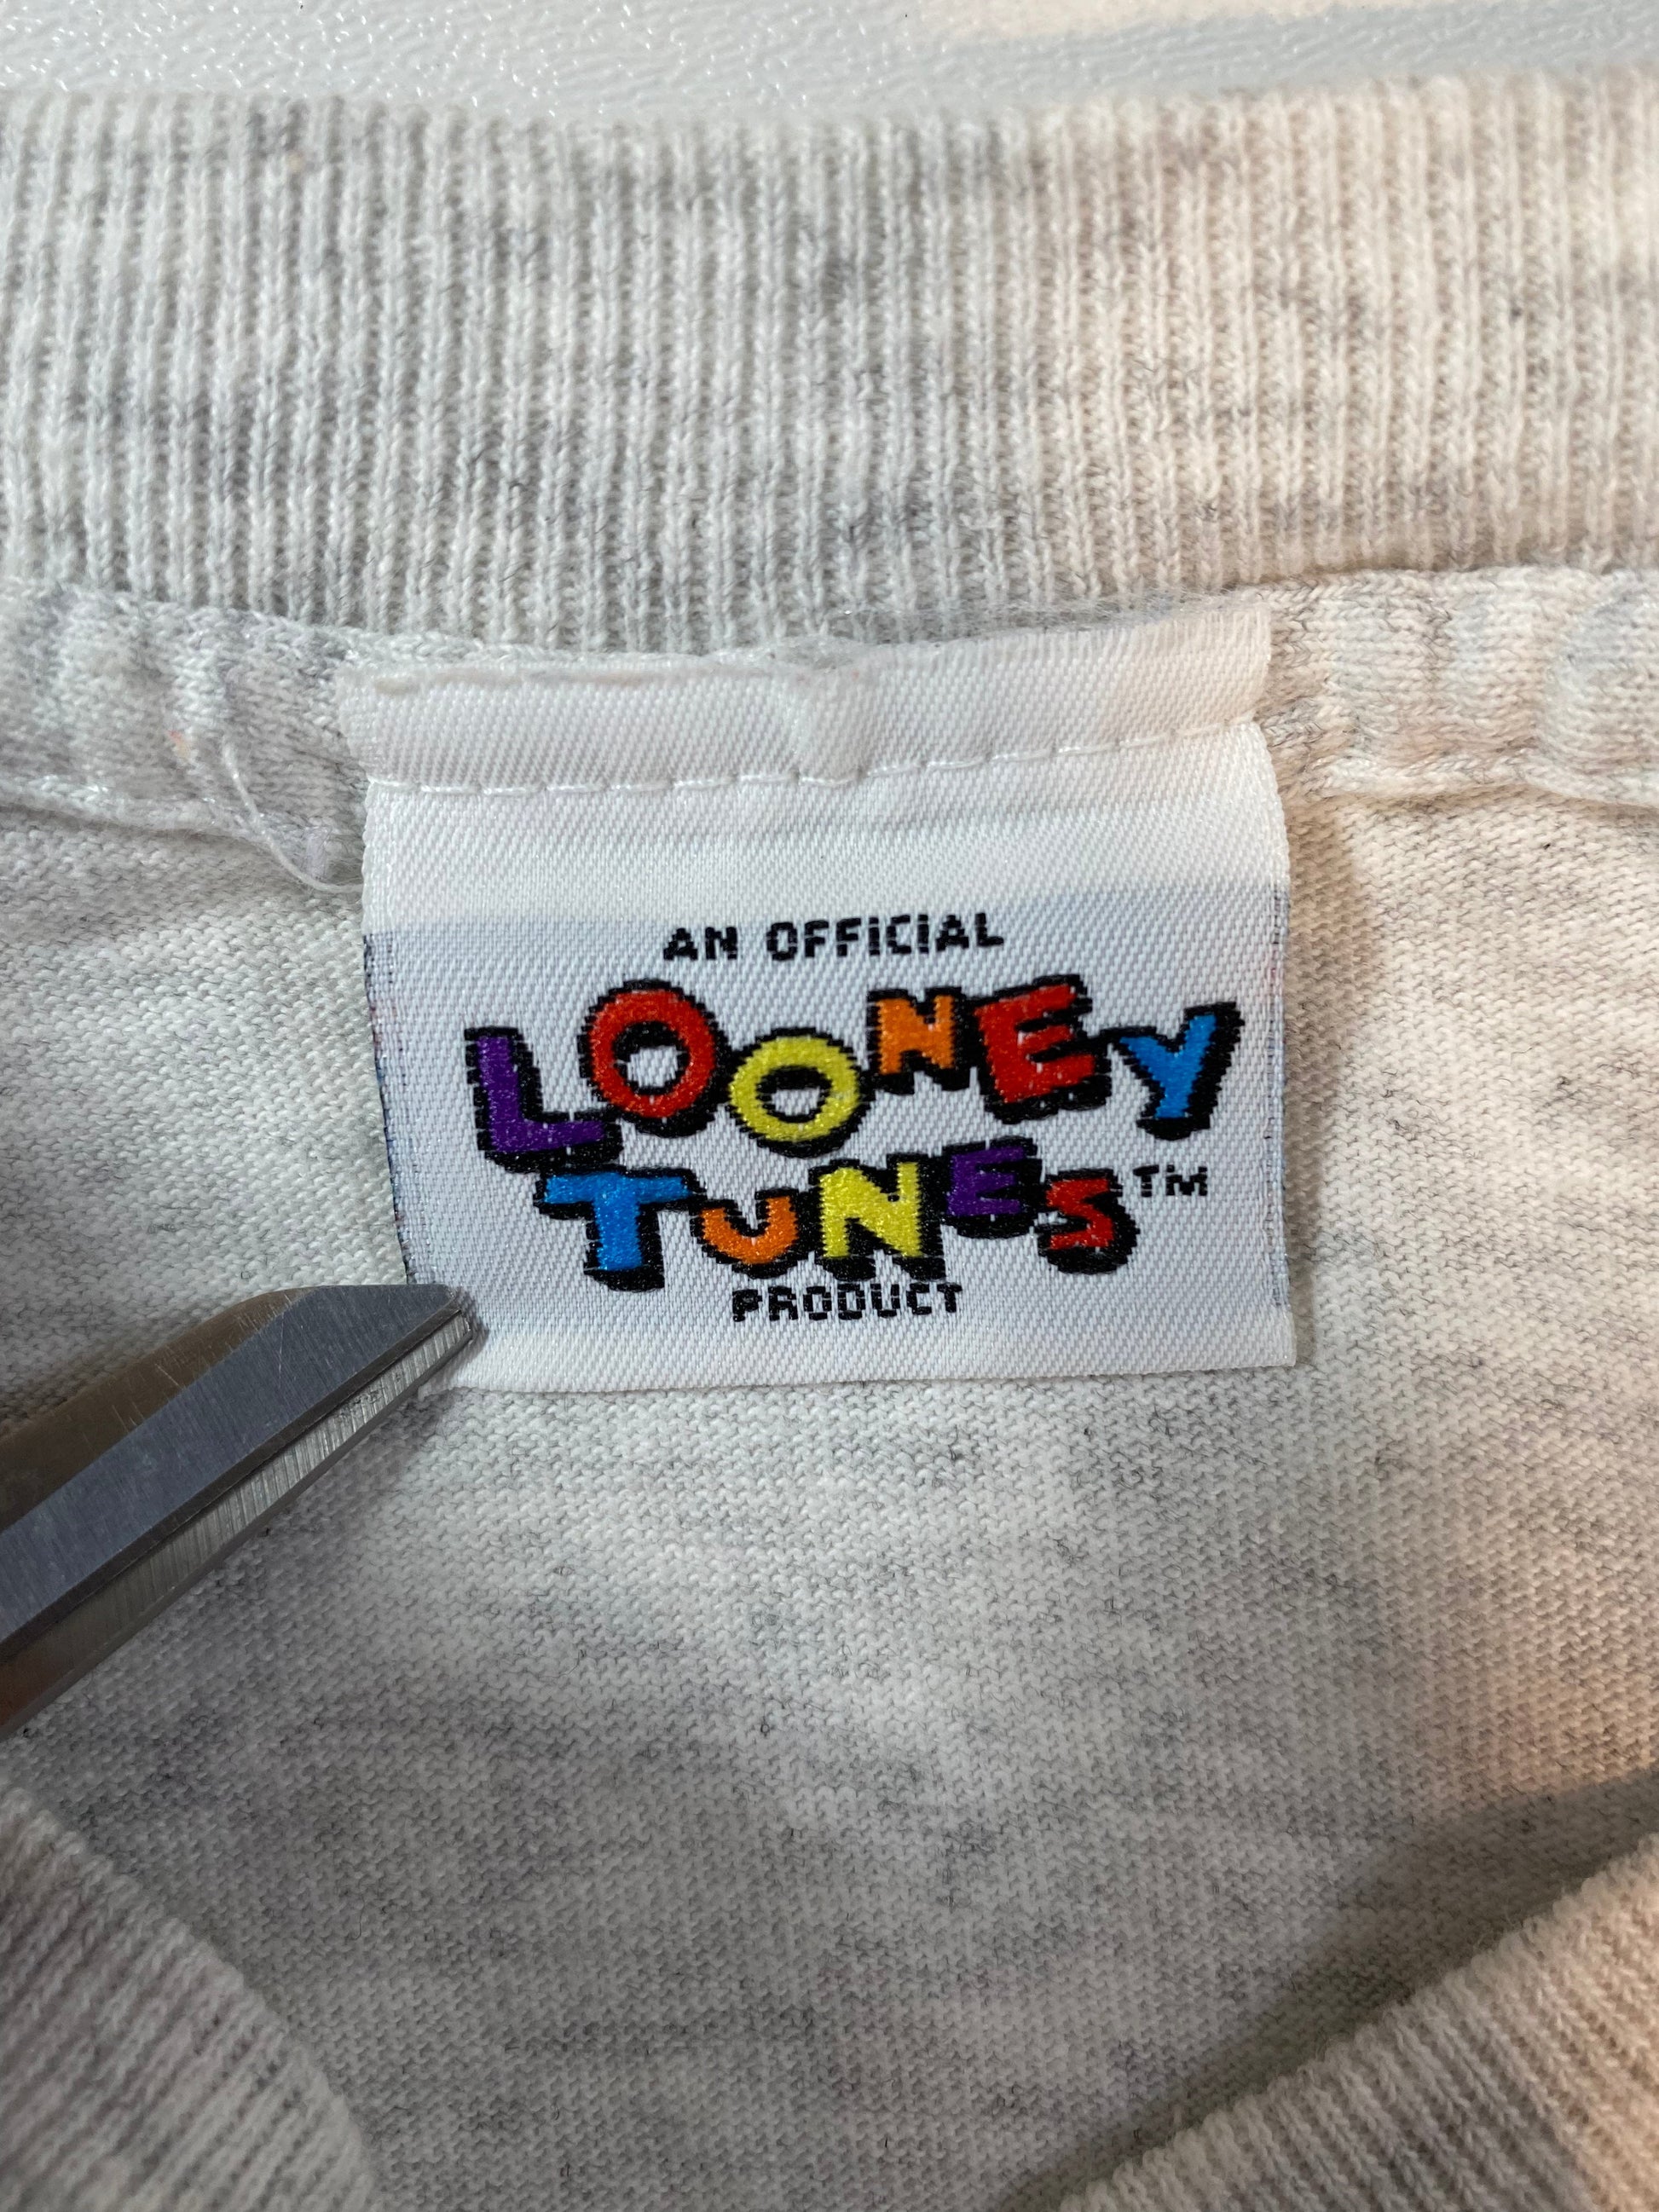 AN OFFICIAL
LOONEY
TUNES™
PRODUCT